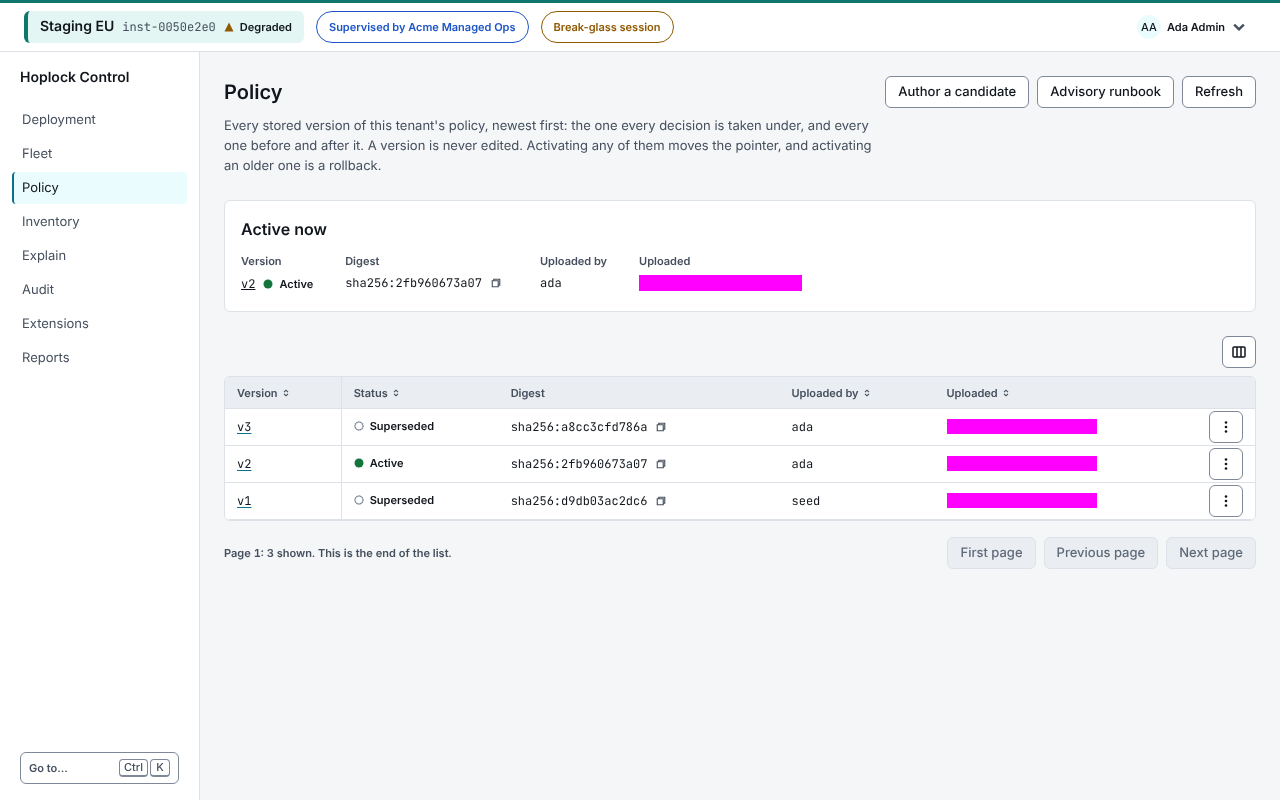 Staging EU inst-0050e2e0 Degraded
Supervised by Acme Managed Ops
Break-glass session
AA Ada Admin
Hoplock Control
Deployment
Fleet
Policy
Inventory
Explain
Audit
Extensions
Reports
Go to... Ctrl K
Policy
Author a candidate
Advisory runbook
Refresh
Every stored version of this tenant's policy, newest first: the one every decision is taken under, and every
one before and after it. A version is never edited. Activating any of them moves the pointer, and activating
an older one is a rollback.
Active now
Version Digest Uploaded by Uploaded
v2 Active sha256:2fb960673a07 ada
Version Status Digest Uploaded by Uploaded
v3 Superseded sha256:a8cc3cfd786a ada
v2 Active sha256:2fb960673a07 ada
v1 Superseded sha256:d9db03ac2dc6 seed
Page 1: 3 shown. This is the end of the list.
First page Previous page Next page